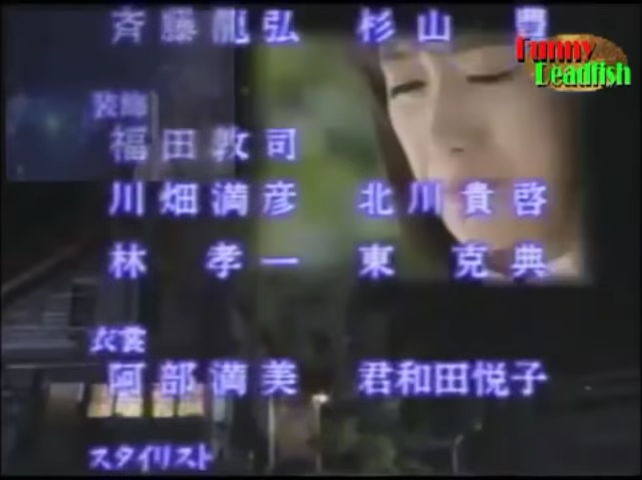 斉藤龍弘 杉山 豊
Funny
Deadfish
装飾
福田敦司
川畑満彦 北川貴啓
林 孝一 東 克典
衣裳
阿部満美 君和田悦子
スタイリスト